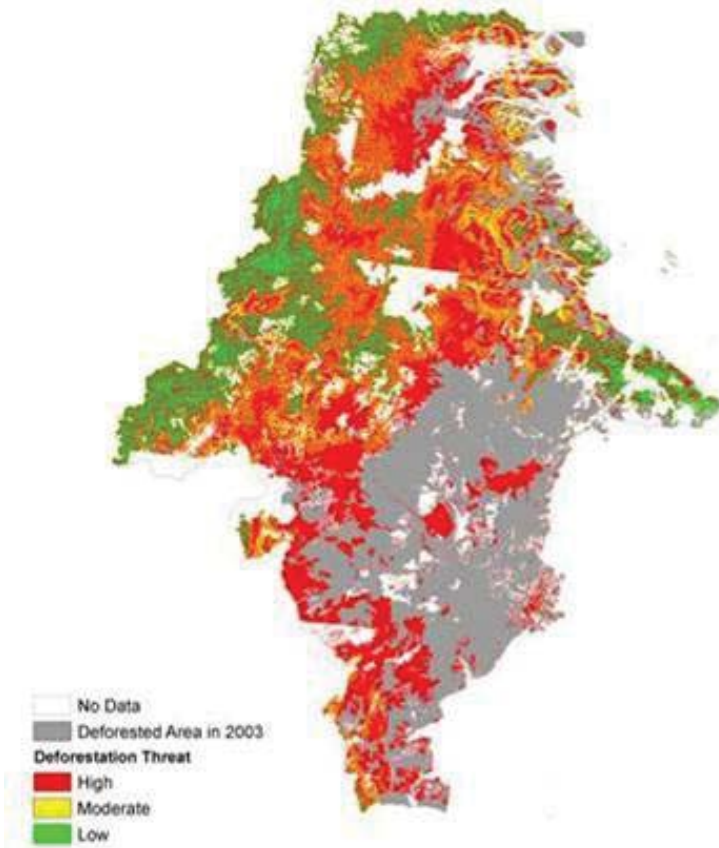 No Data
Deforested Area in 2003
Deforestation Threat
High
Moderate
Low